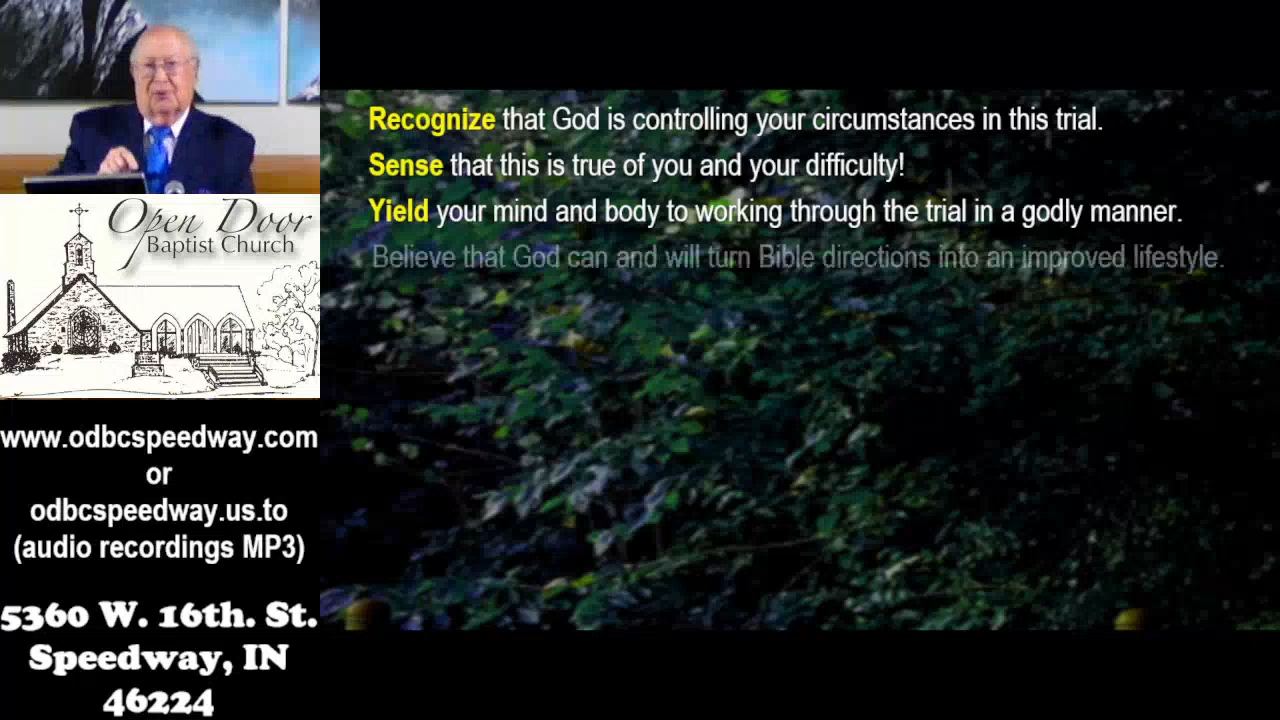 Recognize that God is controlling your circumstances in this trial.
Sense that this is true of you and your difficulty!
Yield your mind and body to working through the trial in a godly manner.
Believe that God can and will turn Bible directions into an improved lifestyle.
Open Door
Baptist Church
www.odbcspeedway.com
or
odbcspeedway.us.to
(audio recordings MP3)
5360 W. 16th. St.
Speedway, IN
46224